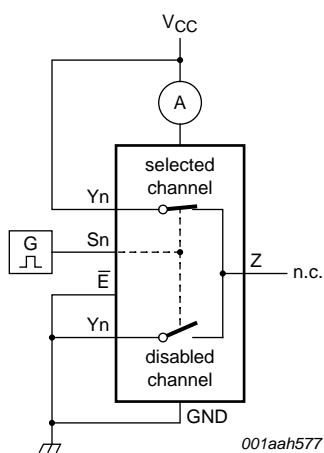 VCC
A
selected
channel
Yn
Sn
G
E̅
Z
n.c.
Yn
disabled
channel
GND
001aah577